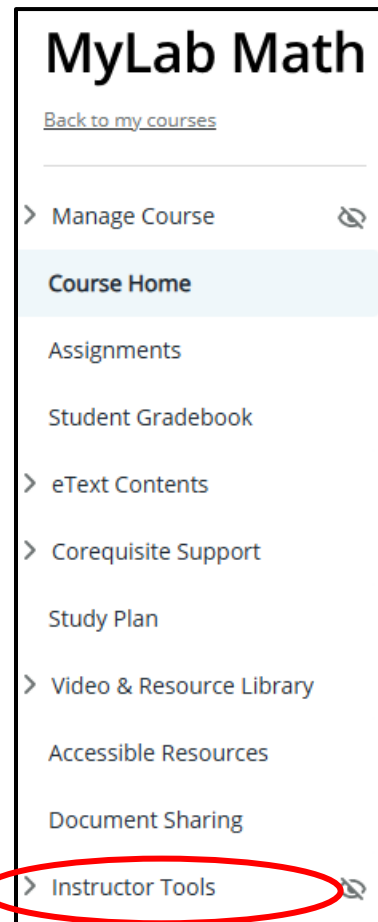 MyLab Math
Back to my courses
Manage Course
Course Home
Assignments
Student Gradebook
eText Contents
Corequisite Support
Study Plan
Video & Resource Library
Accessible Resources
Document Sharing
Instructor Tools